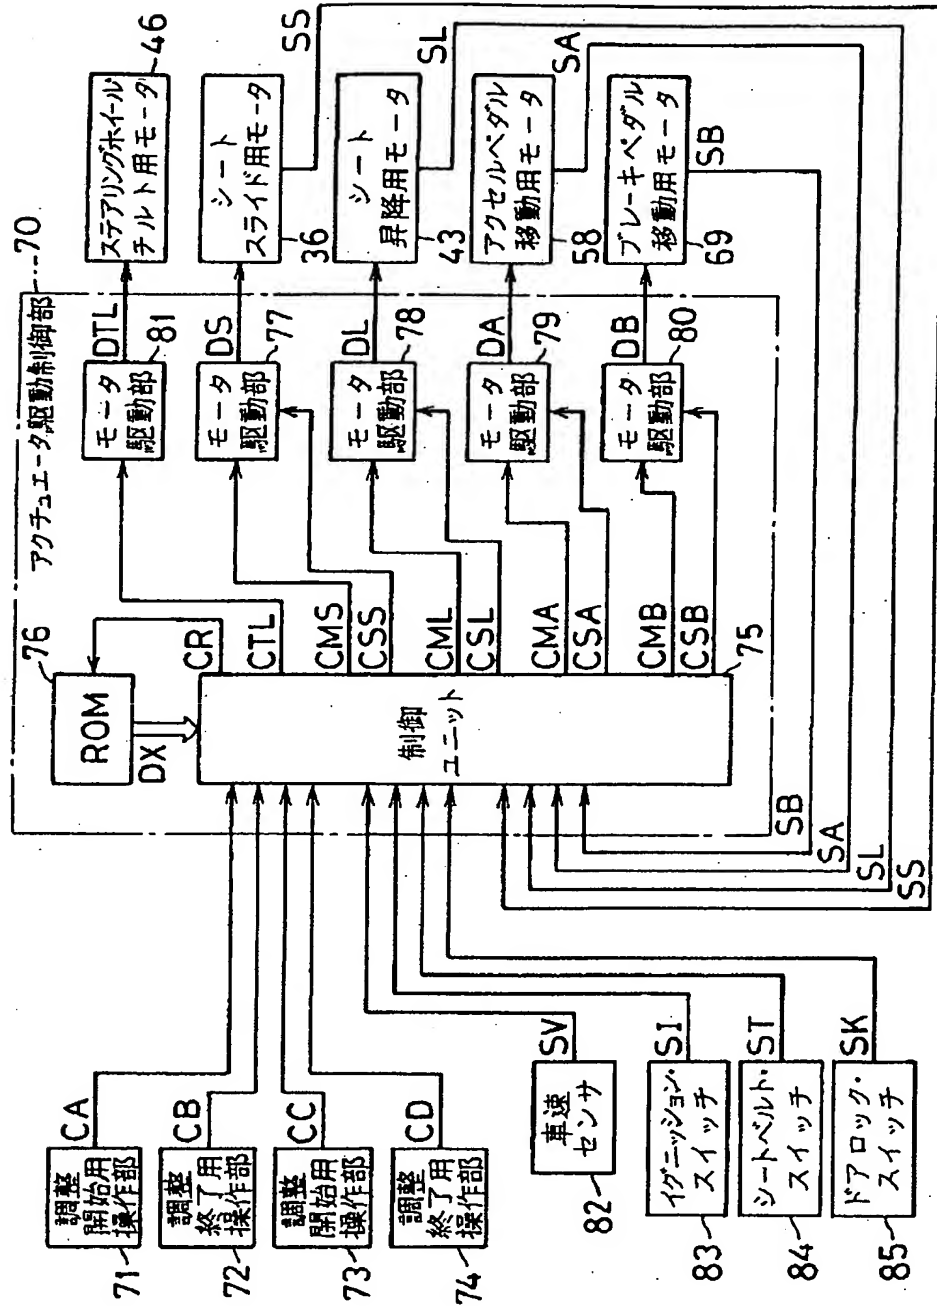 アクチュエータ駆動制御部
70
76
ROM
DX
CR
CTL
CMS
CSS
CML
CSL
CMA
CSA
CMB
CSB
75
制御
ユニット
調整
開始用
操作部
CA
71
調整
終了用
操作部
CB
72
調整
開始用
操作部
CC
73
調整
終了用
操作部
CD
74
車速
センサ
SV
82
イグニッション・
スイッチ
SI
83
シートベルト・
スイッチ
ST
84
ドアロック・
スイッチ
SK
85
モータ
駆動部
DTL
81
モータ
駆動部
DS
77
モータ
駆動部
DL
78
モータ
駆動部
DA
79
モータ
駆動部
DB
80
ステアリングホイール
チルト用モータ
46
シート
スライド用モータ
36
SS
シート
昇降用モータ
43
SL
アクセルペダル
移動用モータ
58
SA
ブレーキペダル
移動用モータ
69
SB
SB
SA
SL
SS